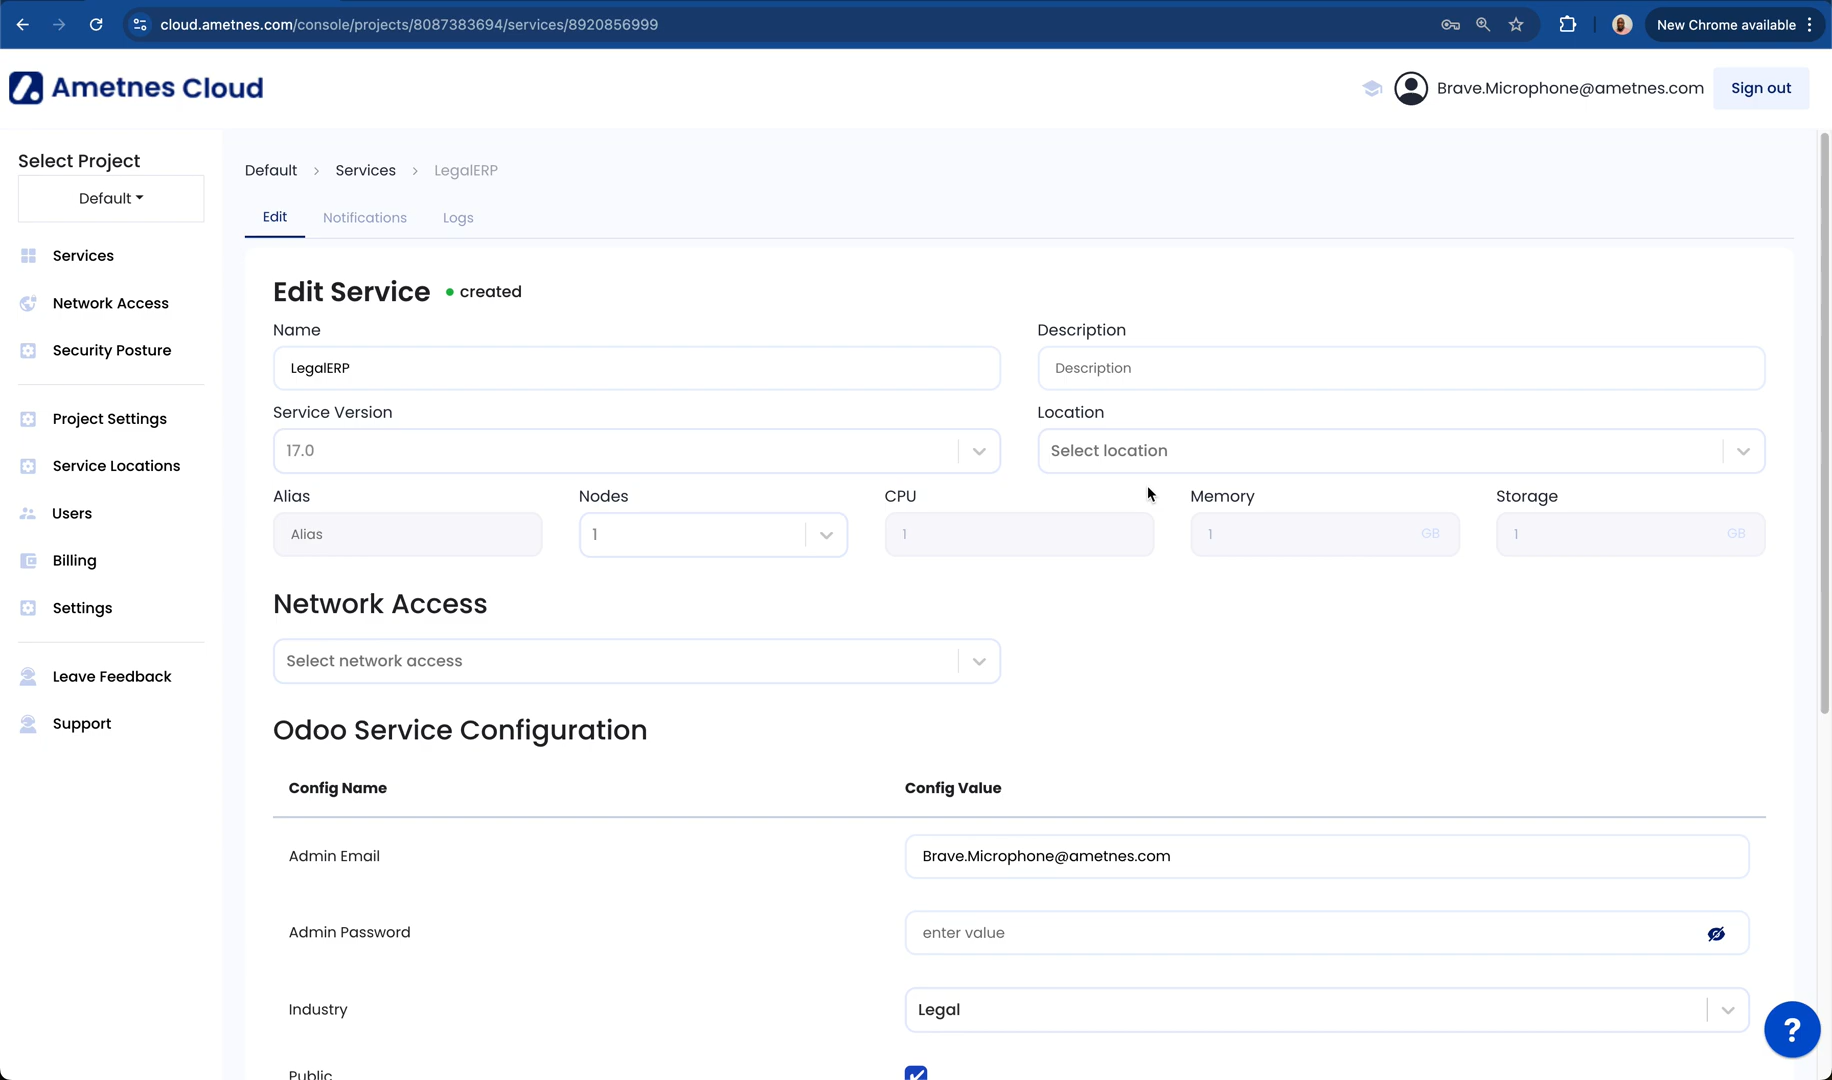 cloud.ametnes.com/console/projects/8087383694/services/8920856999
New Chrome available
Ametnes Cloud
Brave.Microphone@ametnes.com
Sign out
Select Project
Default
Services
Network Access
Security Posture
Project Settings
Service Locations
Users
Billing
Settings
Leave Feedback
Support
Default > Services > LegalERP
Edit Notifications Logs
Edit Service • created
Name
LegalERP
Description
Description
Service Version
17.0
Location
Select location
Alias
Alias
Nodes
1
CPU
1
Memory
1 GB
Storage
1 GB
Network Access
Select network access
Odoo Service Configuration
Config Name Config Value
Admin Email Brave.Microphone@ametnes.com
Admin Password enter value
Industry Legal
Public
?